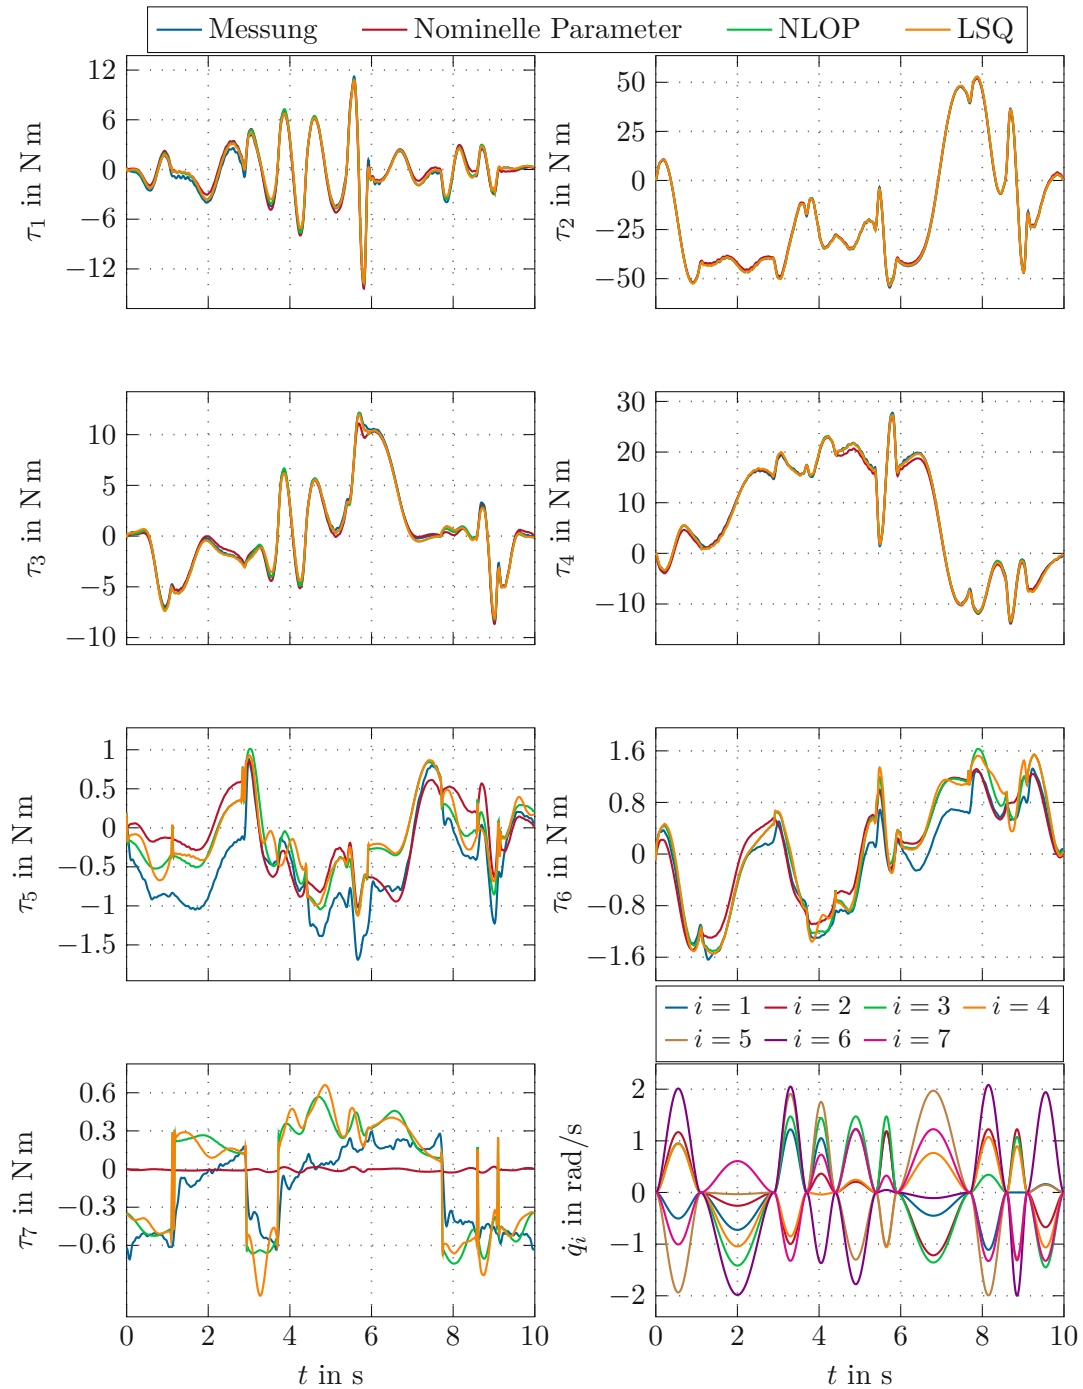 Messung Nominelle Parameter NLOP LSQ
12
6
0
−6
−12
τ1 in N m
50
25
0
−25
−50
τ2 in N m
10
5
0
−5
−10
τ3 in N m
30
20
10
0
−10
τ4 in N m
1
0.5
0
−0.5
−1
−1.5
τ5 in N m
1.6
0.8
0
−0.8
−1.6
τ6 in N m
0.6
0.3
0
−0.3
−0.6
τ7 in N m
0 2 4 6 8 10
t in s
i = 1 i = 2 i = 3 i = 4
i = 5 i = 6 i = 7
2
1
0
−1
−2
q̇i in rad/s
0 2 4 6 8 10
t in s